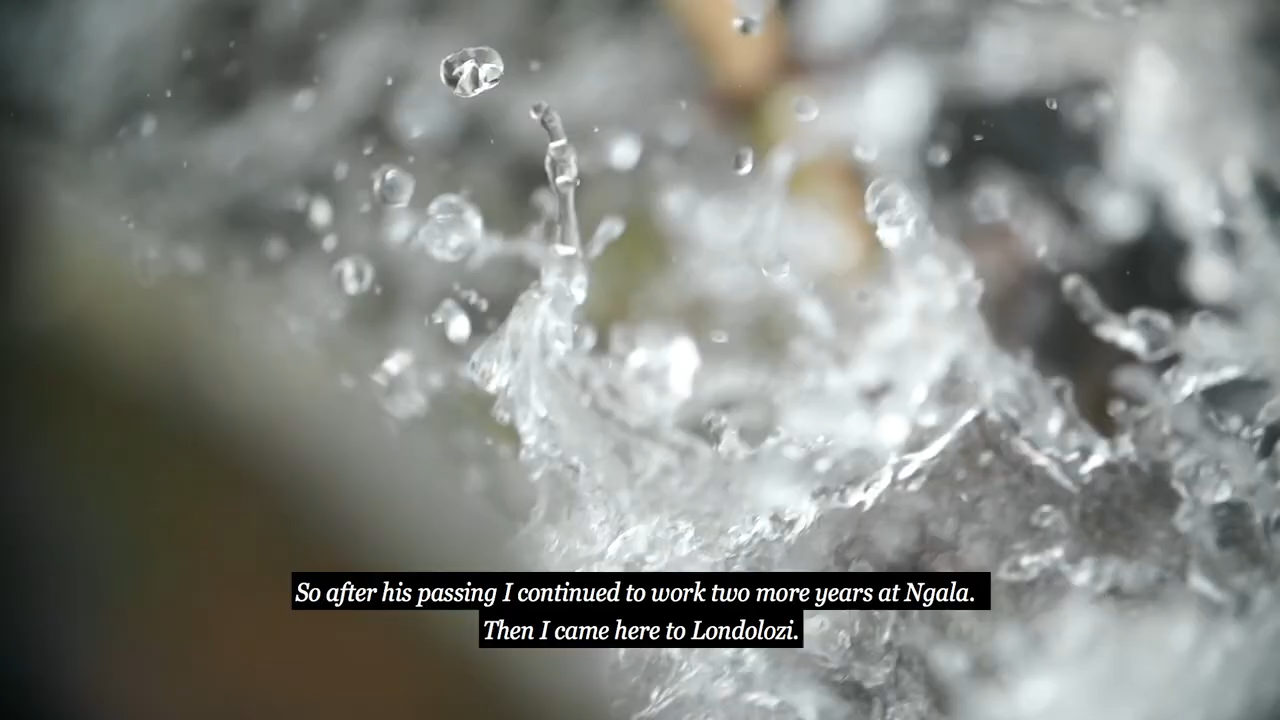 So after his passing I continued to work two more years at Ngala.
Then I came here to Londolozi.